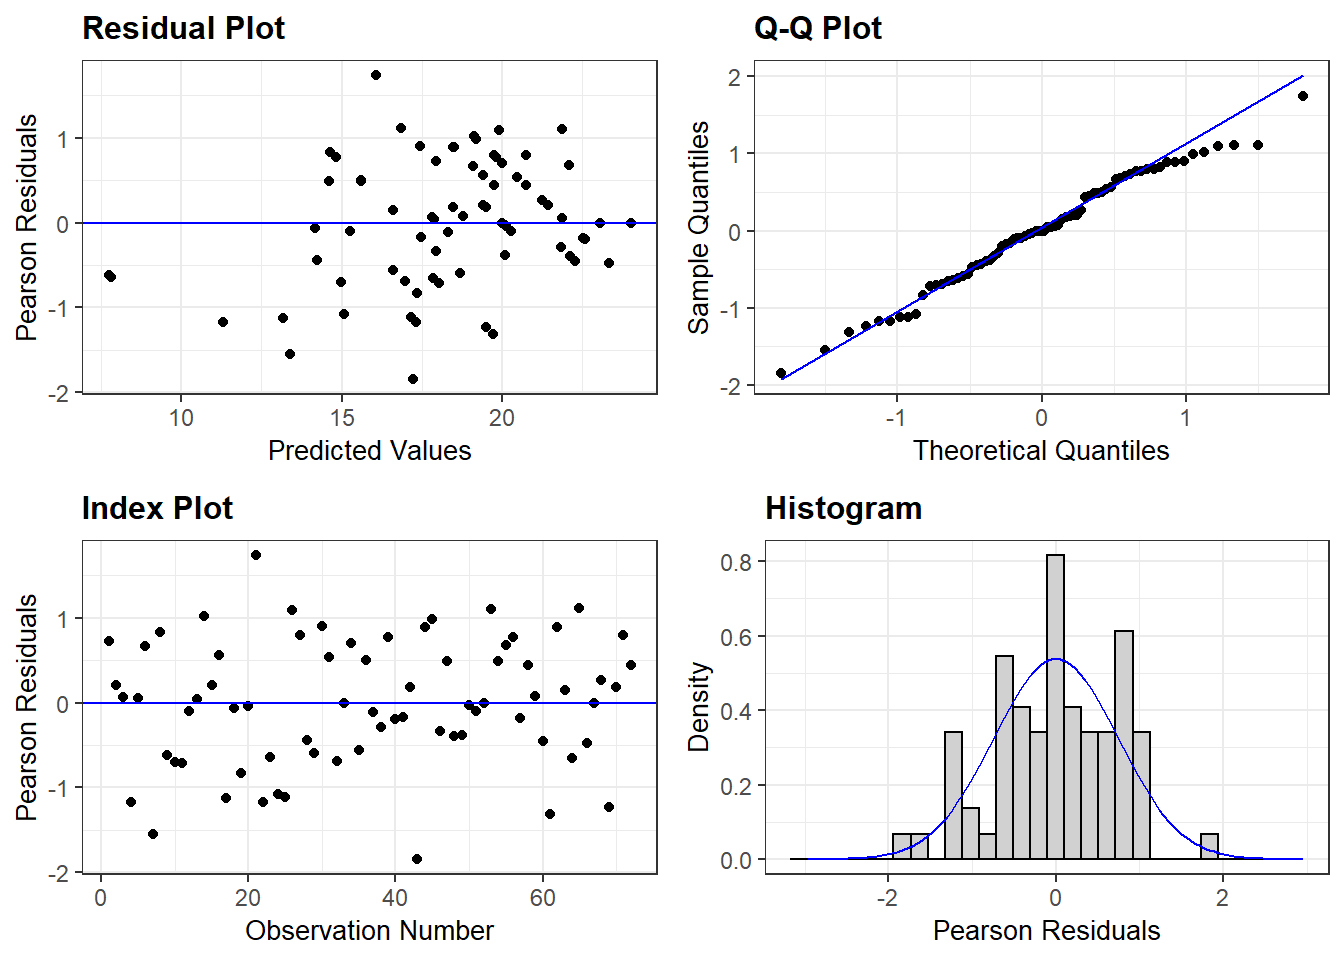 Residual Plot
Pearson Residuals
1
0
-1
-2
10 15 20
Predicted Values
Q-Q Plot
Sample Quantiles
2
1
0
-1
-2
-1 0 1
Theoretical Quantiles
Index Plot
Pearson Residuals
1
0
-1
-2
0 20 40 60
Observation Number
Histogram
Density
0.8
0.6
0.4
0.2
0.0
-2 0 2
Pearson Residuals